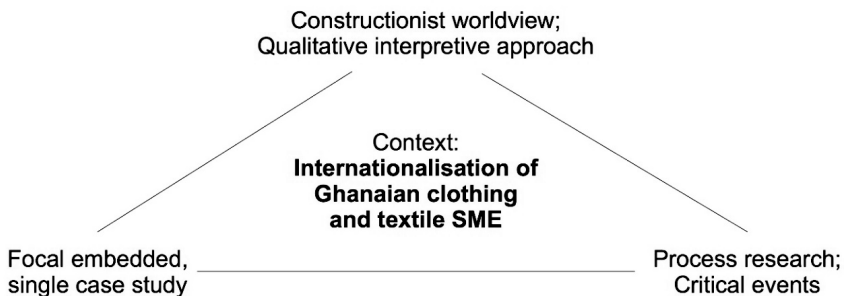 Constructionist worldview;
Qualitative interpretive approach
Context:
Internationalisation of
Ghanaian clothing
and textile SME
Focal embedded,
single case study
Process research;
Critical events